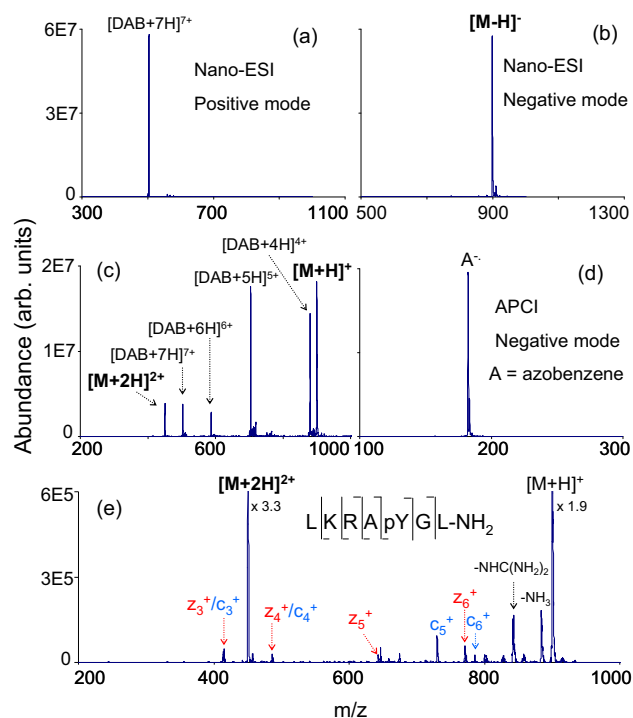 [DAB+7H]⁷⁺
(a)
Nano-ESI
Positive mode
6E7
3E7
0
300 700 1100
[M-H]⁻
(b)
Nano-ESI
Negative mode
500 900 1300
Abundance (arb. units)
(c)
[DAB+4H]⁴⁺
[DAB+5H]⁵⁺
[M+H]⁺
[DAB+6H]⁶⁺
[DAB+7H]⁷⁺
[M+2H]²⁺
2E7
1E7
0
200 400 600 800 1000
A⁻·
(d)
APCI
Negative mode
A = azobenzene
100 200 300
(e)
[M+2H]²⁺
x 3.3
LKRApYGL-NH₂
[M+H]⁺
x 1.9
-NHC(NH₂)₂
-NH₃
z₃⁺/c₃⁺
z₄⁺/c₄⁺
z₅⁺
c₅⁺
z₆⁺
c₆⁺
6E5
3E5
0
200 400 600 800 1000
m/z